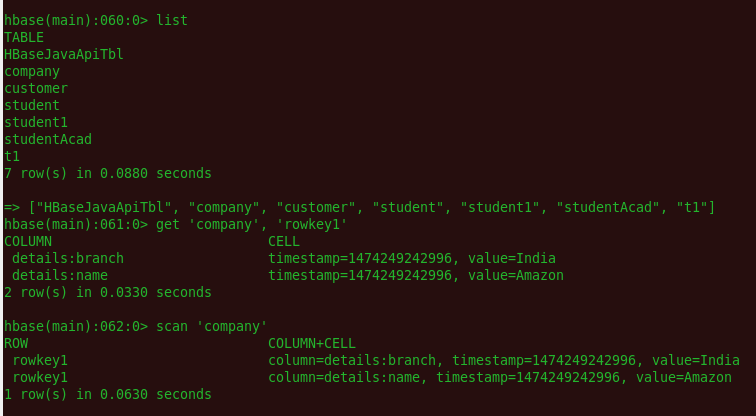 hbase(main):060:0> list
TABLE
HBaseJavaApiTbl
company
customer
student
student1
studentAcad
t1
7 row(s) in 0.0880 seconds
=> ["HBaseJavaApiTbl", "company", "customer", "student", "student1", "studentAcad", "t1"]
hbase(main):061:0> get 'company', 'rowkey1'
COLUMN CELL
details:branch timestamp=1474249242996, value=India
details:name timestamp=1474249242996, value=Amazon
2 row(s) in 0.0330 seconds
hbase(main):062:0> scan 'company'
ROW COLUMN+CELL
rowkey1 column=details:branch, timestamp=1474249242996, value=India
rowkey1 column=details:name, timestamp=1474249242996, value=Amazon
1 row(s) in 0.0630 seconds